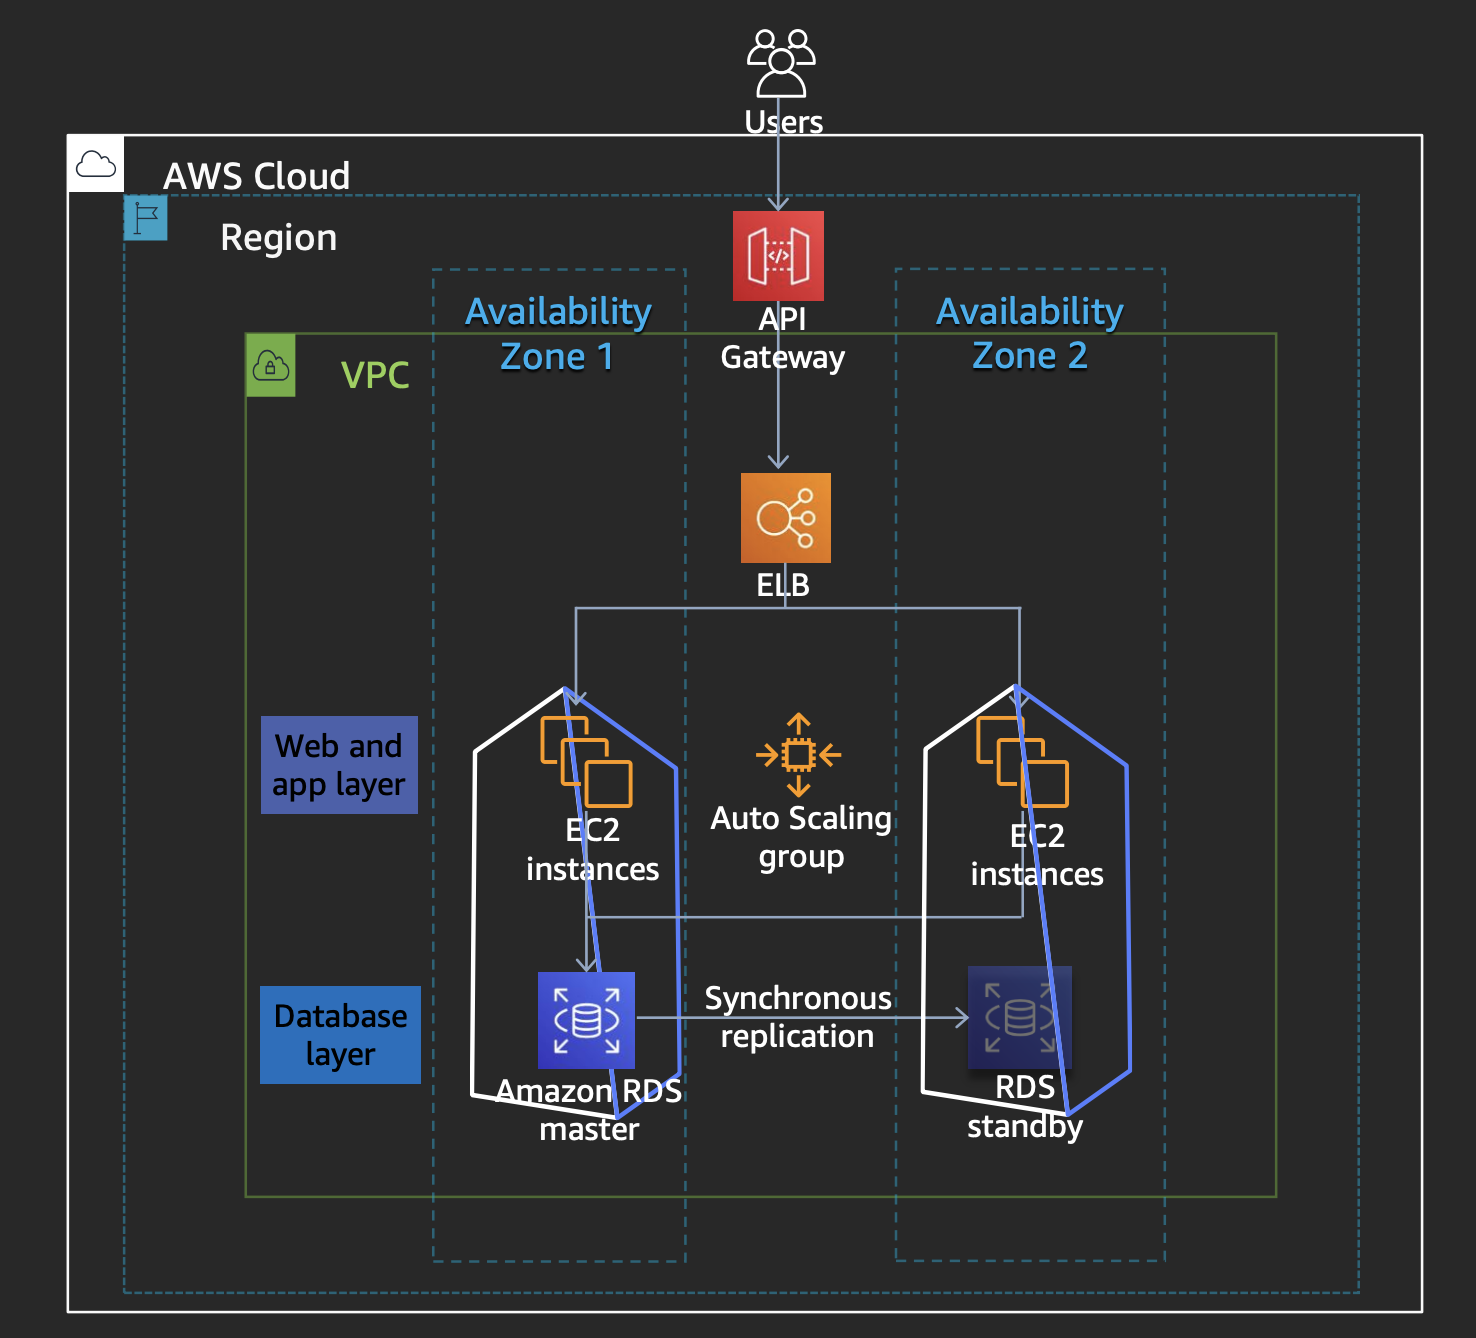 Users
AWS Cloud
Region
API
Gateway
Availability
Zone 1
Availability
Zone 2
VPC
ELB
Web and
app layer
EC2
instances
Auto Scaling
group
EC2
instances
Database
layer
Synchronous
replication
Amazon RDS
master
RDS
standby